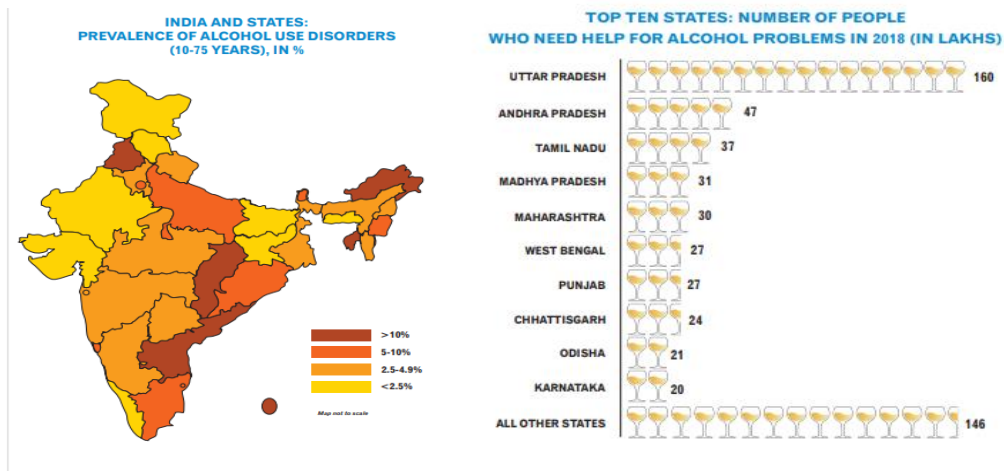 INDIA AND STATES:
PREVALENCE OF ALCOHOL USE DISORDERS
(10-75 YEARS), IN %
>10%
5-10%
2.5-4.9%
<2.5%
Map not to scale
TOP TEN STATES: NUMBER OF PEOPLE
WHO NEED HELP FOR ALCOHOL PROBLEMS IN 2018 (IN LAKHS)
UTTAR PRADESH 160
ANDHRA PRADESH 47
TAMIL NADU 37
MADHYA PRADESH 31
MAHARASHTRA 30
WEST BENGAL 27
PUNJAB 27
CHHATTISGARH 24
ODISHA 21
KARNATAKA 20
ALL OTHER STATES 146